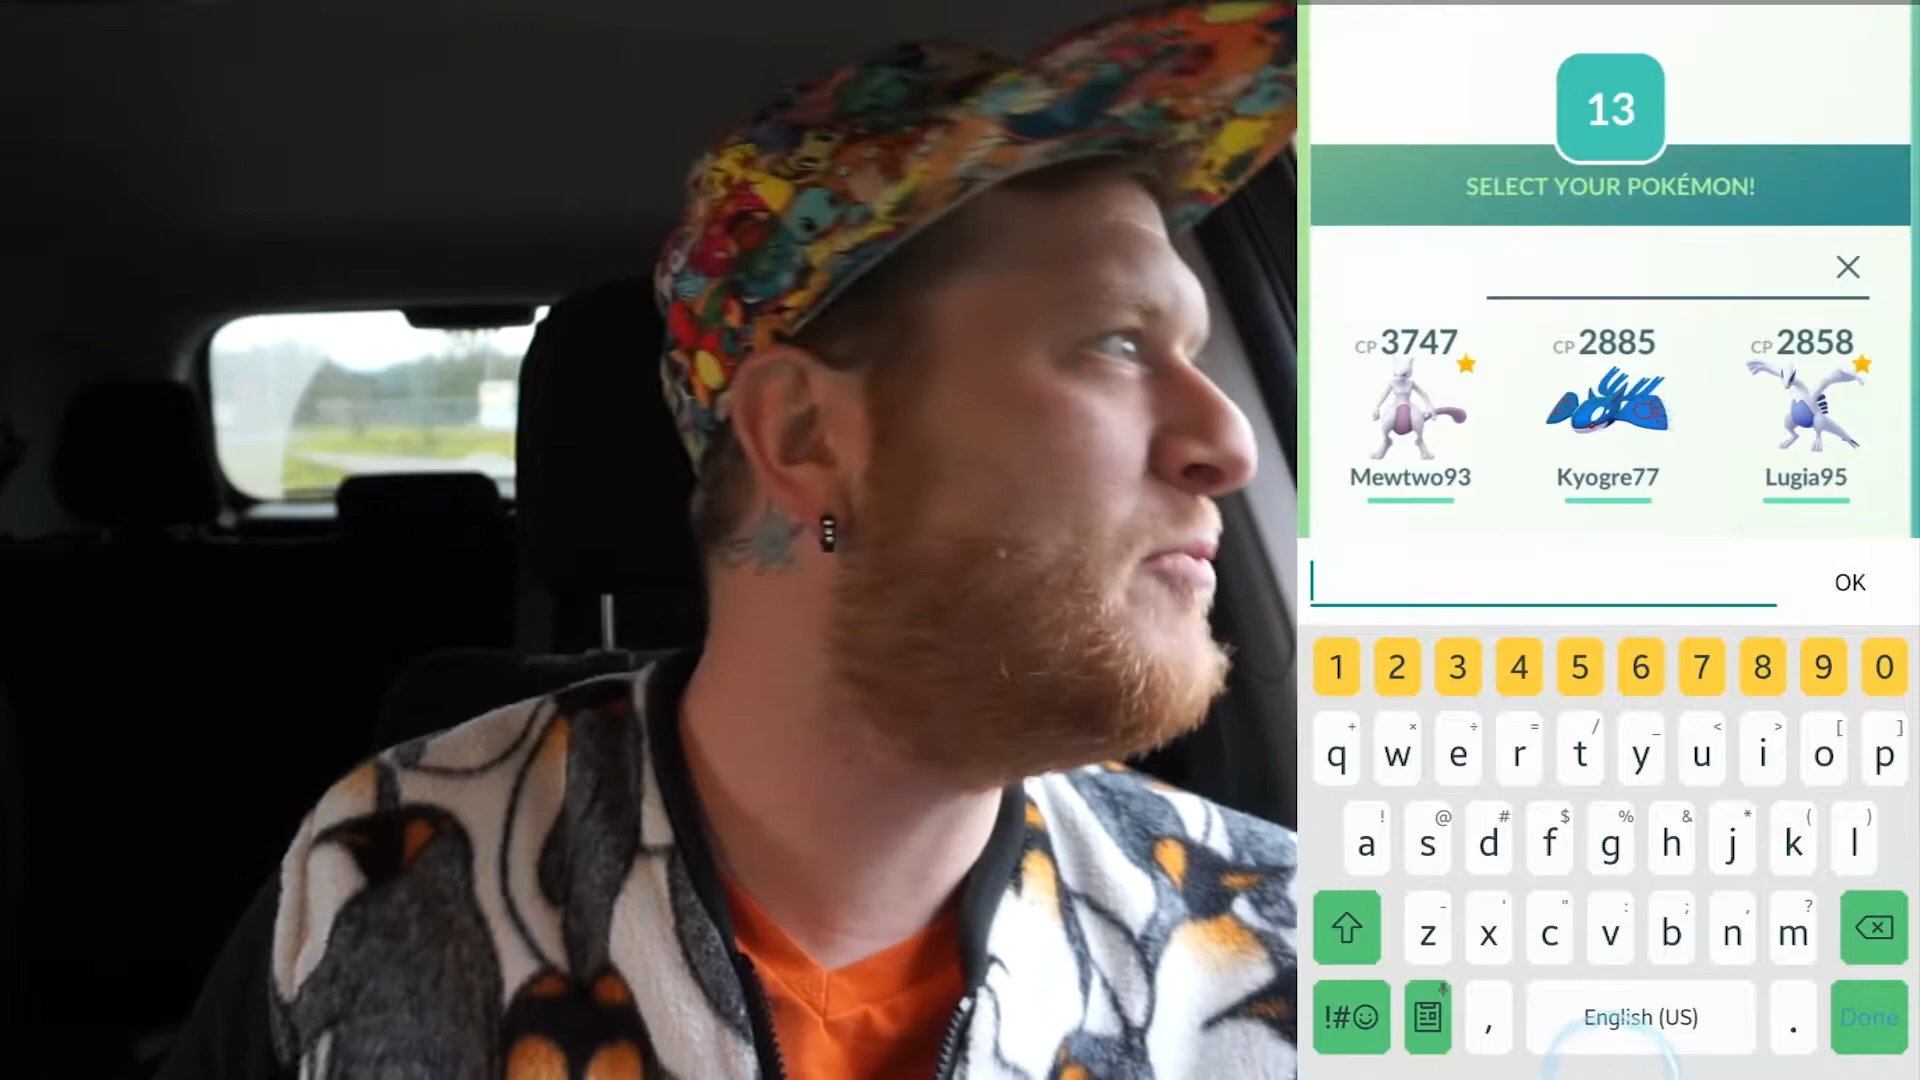 13
SELECT YOUR POKÉMON!
CP 3747 CP 2885 CP 2858
Mewtwo93 Kyogre77 Lugia95
OK
1 2 3 4 5 6 7 8 9 0
+ × ÷ = / _ < > [ ]
q w e r t y u i o p
! @ # $ % & * ( )
a s d f g h j k l
- ' " : ; , ?
z x c v b n m
!#☺ , English (US) . Done